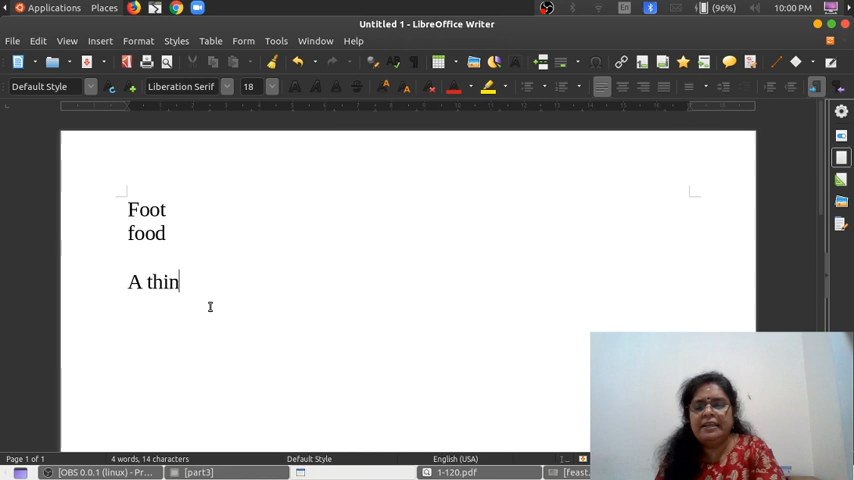 Applications Places En (96%) 10:00 PM
Untitled 1 - LibreOffice Writer
File Edit View Insert Format Styles Table Form Tools Window Help
Default Style Liberation Serif 18
Foot
food
A thin
Page 1 of 1 4 words, 14 characters Default Style English (USA)
[OBS 0.0.1 (linux) - Pr... [part3] 1-120.pdf [feast.